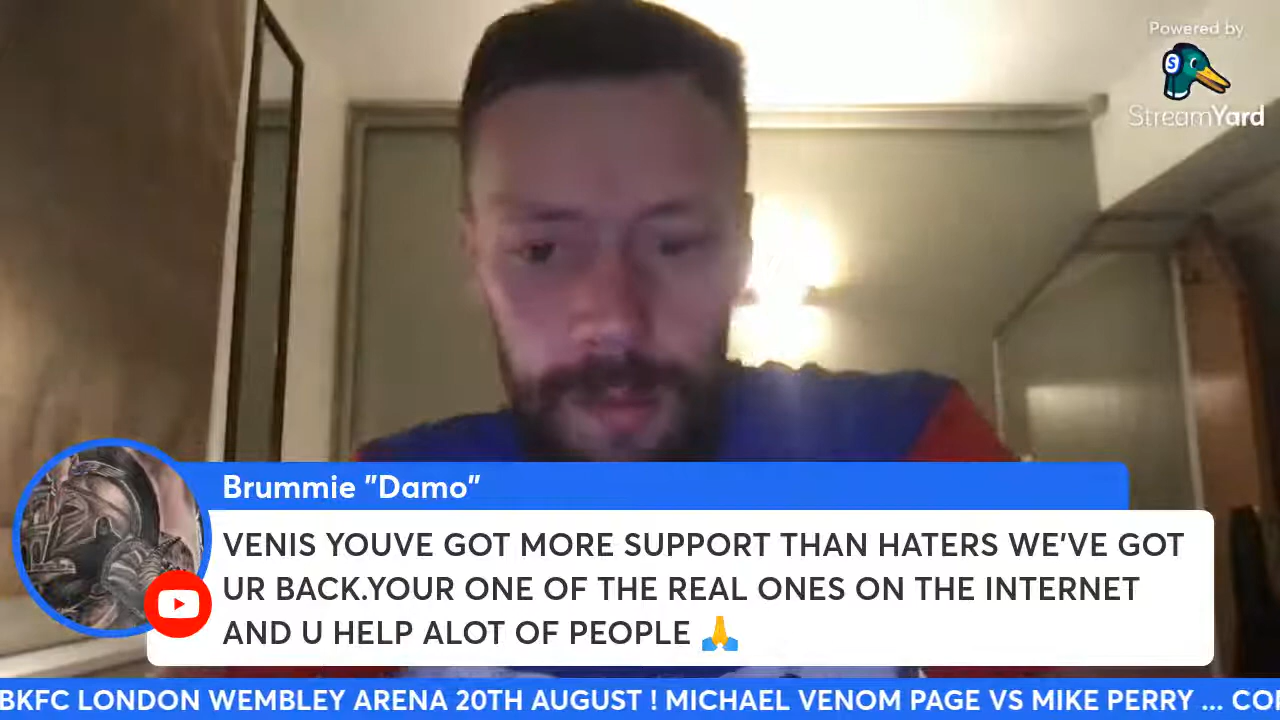 Powered by
StreamYard
Brummie "Damo"
VENIS YOUVE GOT MORE SUPPORT THAN HATERS WE'VE GOT
UR BACK.YOUR ONE OF THE REAL ONES ON THE INTERNET
AND U HELP ALOT OF PEOPLE 🙏
BKFC LONDON WEMBLEY ARENA 20TH AUGUST ! MICHAEL VENOM PAGE VS MIKE PERRY ...